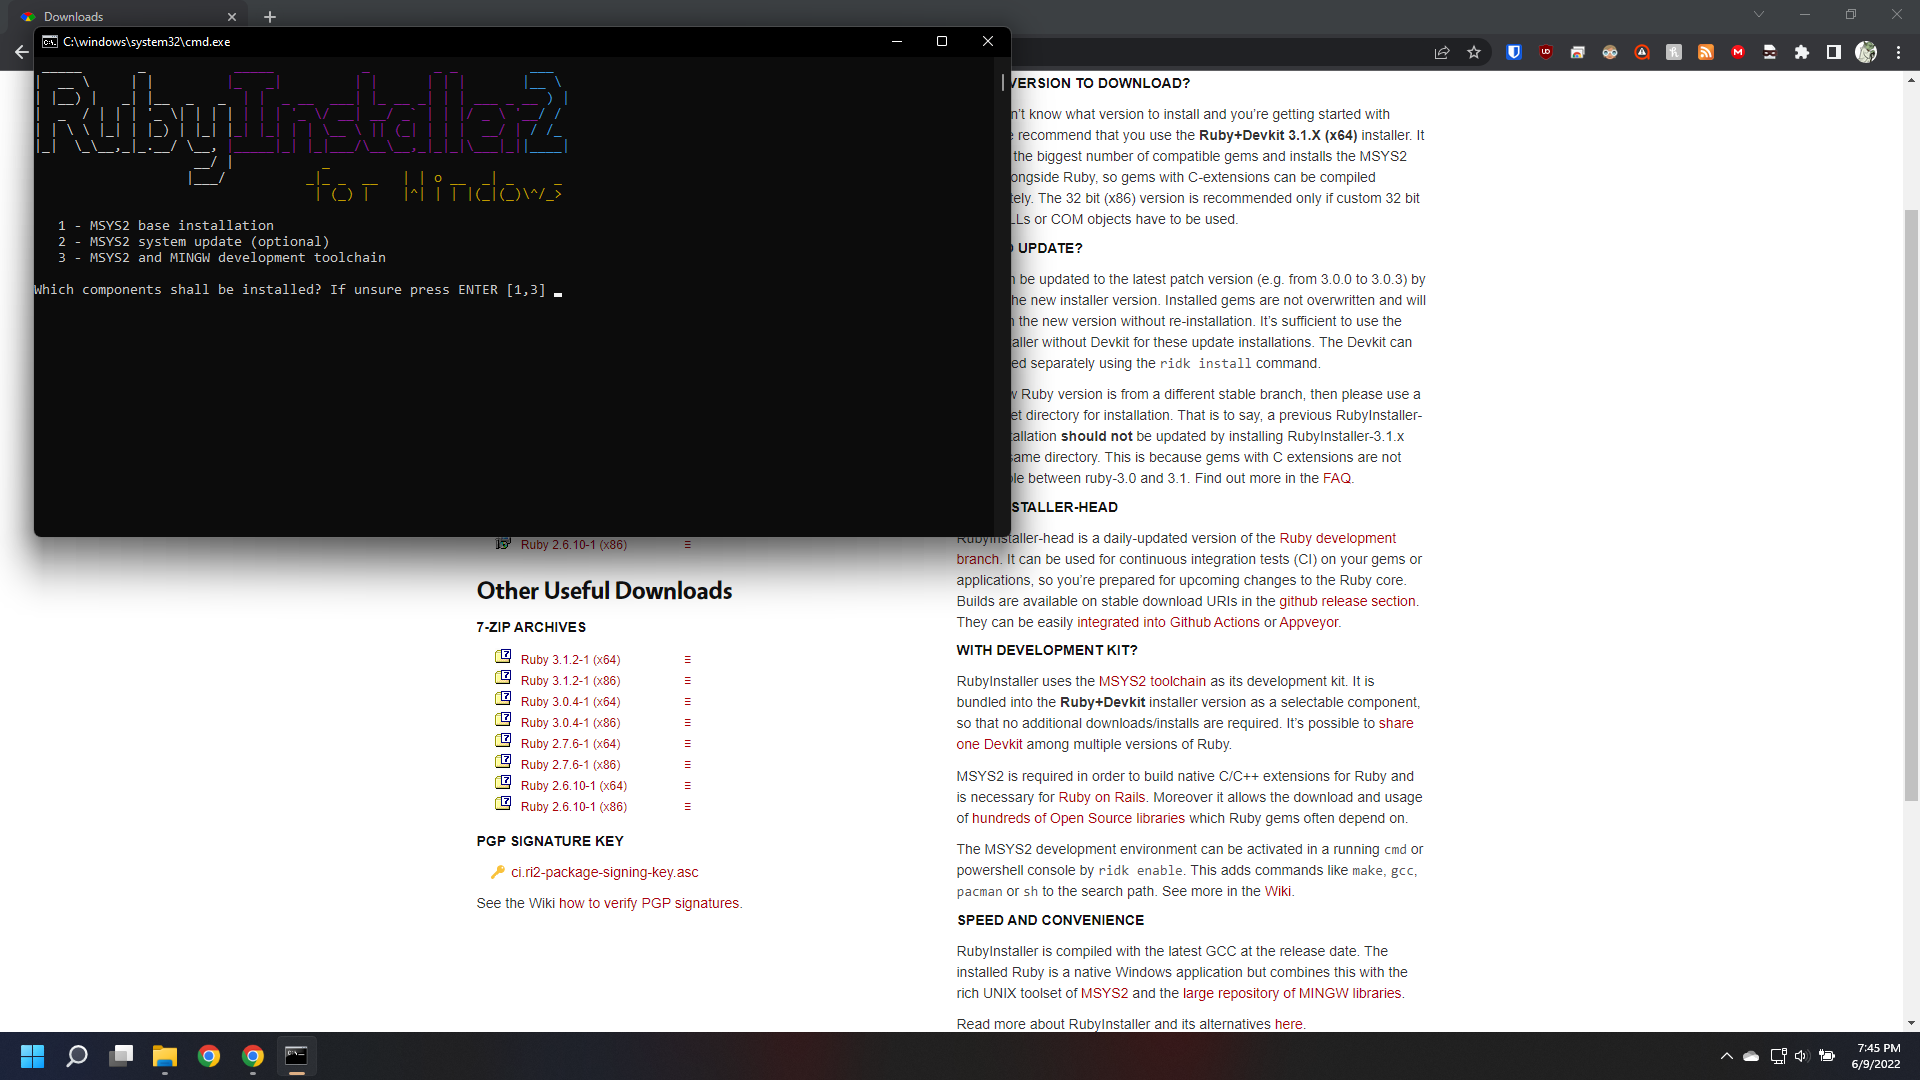 Downloads
C:\windows\system32\cmd.exe
RubyInstaller2
for Windows
1 - MSYS2 base installation
2 - MSYS2 system update (optional)
3 - MSYS2 and MINGW development toolchain
Which components shall be installed? If unsure press ENTER [1,3]
Ruby 2.6.10-1 (x86)
Other Useful Downloads
7-ZIP ARCHIVES
Ruby 3.1.2-1 (x64)
Ruby 3.1.2-1 (x86)
Ruby 3.0.4-1 (x64)
Ruby 3.0.4-1 (x86)
Ruby 2.7.6-1 (x64)
Ruby 2.7.6-1 (x86)
Ruby 2.6.10-1 (x64)
Ruby 2.6.10-1 (x86)
PGP SIGNATURE KEY
ci.ri2-package-signing-key.asc
See the Wiki how to verify PGP signatures.
VERSION TO DOWNLOAD?
't know what version to install and you're getting started with
recommend that you use the Ruby+Devkit 3.1.X (x64) installer. It
the biggest number of compatible gems and installs the MSYS2
ongside Ruby, so gems with C-extensions can be compiled
tely. The 32 bit (x86) version is recommended only if custom 32 bit
LLs or COM objects have to be used.
UPDATE?
be updated to the latest patch version (e.g. from 3.0.0 to 3.0.3) by
he new installer version. Installed gems are not overwritten and will
the new version without re-installation. It's sufficient to use the
aller without Devkit for these update installations. The Devkit can
ed separately using the ridk install command.
w Ruby version is from a different stable branch, then please use a
et directory for installation. That is to say, a previous RubyInstaller-
tallation should not be updated by installing RubyInstaller-3.1.x
same directory. This is because gems with C extensions are not
le between ruby-3.0 and 3.1. Find out more in the FAQ.
STALLER-HEAD
RubyInstaller-head is a daily-updated version of the Ruby development
branch. It can be used for continuous integration tests (CI) on your gems or
applications, so you're prepared for upcoming changes to the Ruby core.
Builds are available on stable download URIs in the github release section.
They can be easily integrated into Github Actions or Appveyor.
WITH DEVELOPMENT KIT?
RubyInstaller uses the MSYS2 toolchain as its development kit. It is
bundled into the Ruby+Devkit installer version as a selectable component,
so that no additional downloads/installs are required. It's possible to share
one Devkit among multiple versions of Ruby.
MSYS2 is required in order to build native C/C++ extensions for Ruby and
is necessary for Ruby on Rails. Moreover it allows the download and usage
of hundreds of Open Source libraries which Ruby gems often depend on.
The MSYS2 development environment can be activated in a running cmd or
powershell console by ridk enable. This adds commands like make, gcc,
pacman or sh to the search path. See more in the Wiki.
SPEED AND CONVENIENCE
RubyInstaller is compiled with the latest GCC at the release date. The
installed Ruby is a native Windows application but combines this with the
rich UNIX toolset of MSYS2 and the large repository of MINGW libraries.
Read more about RubyInstaller and its alternatives here.
7:45 PM
6/9/2022